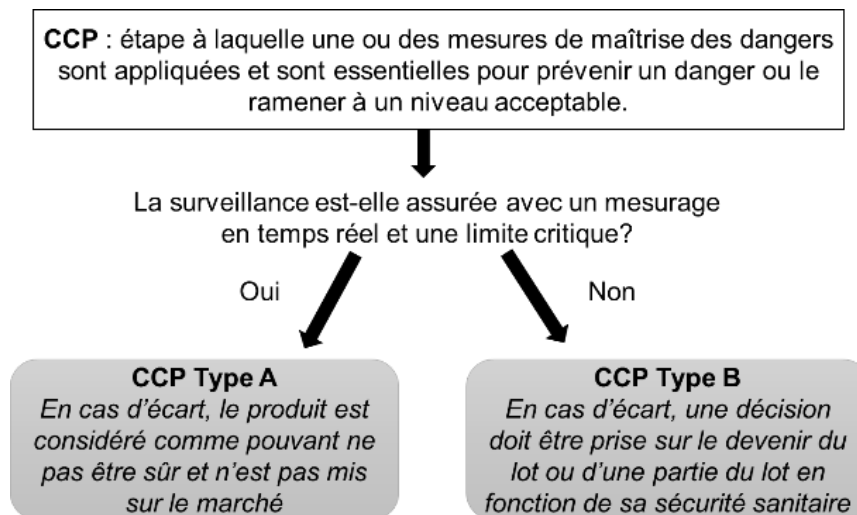 CCP : étape à laquelle une ou des mesures de maîtrise des dangers
sont appliquées et sont essentielles pour prévenir un danger ou le
ramener à un niveau acceptable.
La surveillance est-elle assurée avec un mesurage
en temps réel et une limite critique?
Oui
Non
CCP Type A
En cas d'écart, le produit est
considéré comme pouvant ne
pas être sûr et n'est pas mis
sur le marché
CCP Type B
En cas d'écart, une décision
doit être prise sur le devenir du
lot ou d'une partie du lot en
fonction de sa sécurité sanitaire